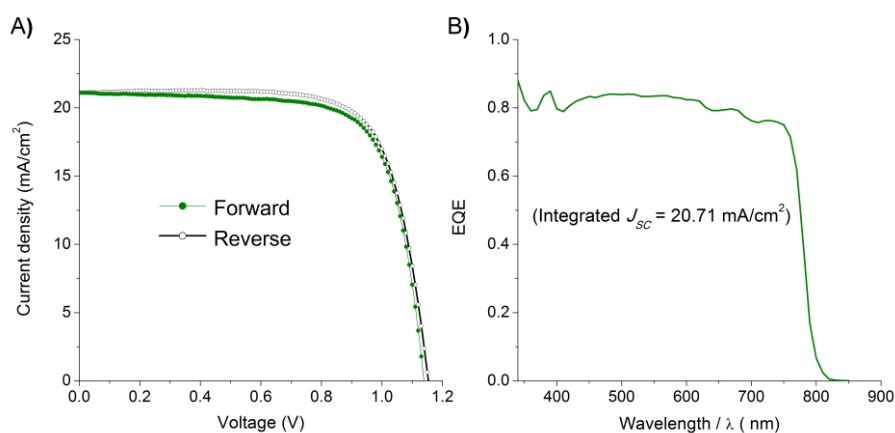 A)
25
20
15
10
5
0
Current density (mA/cm²)
Forward
Reverse
0.0 0.2 0.4 0.6 0.8 1.0 1.2
Voltage (V)
B)
1.0
0.8
0.6
0.4
0.2
0.0
EQE
(Integrated J_SC = 20.71 mA/cm²)
400 500 600 700 800 900
Wavelength / λ ( nm)